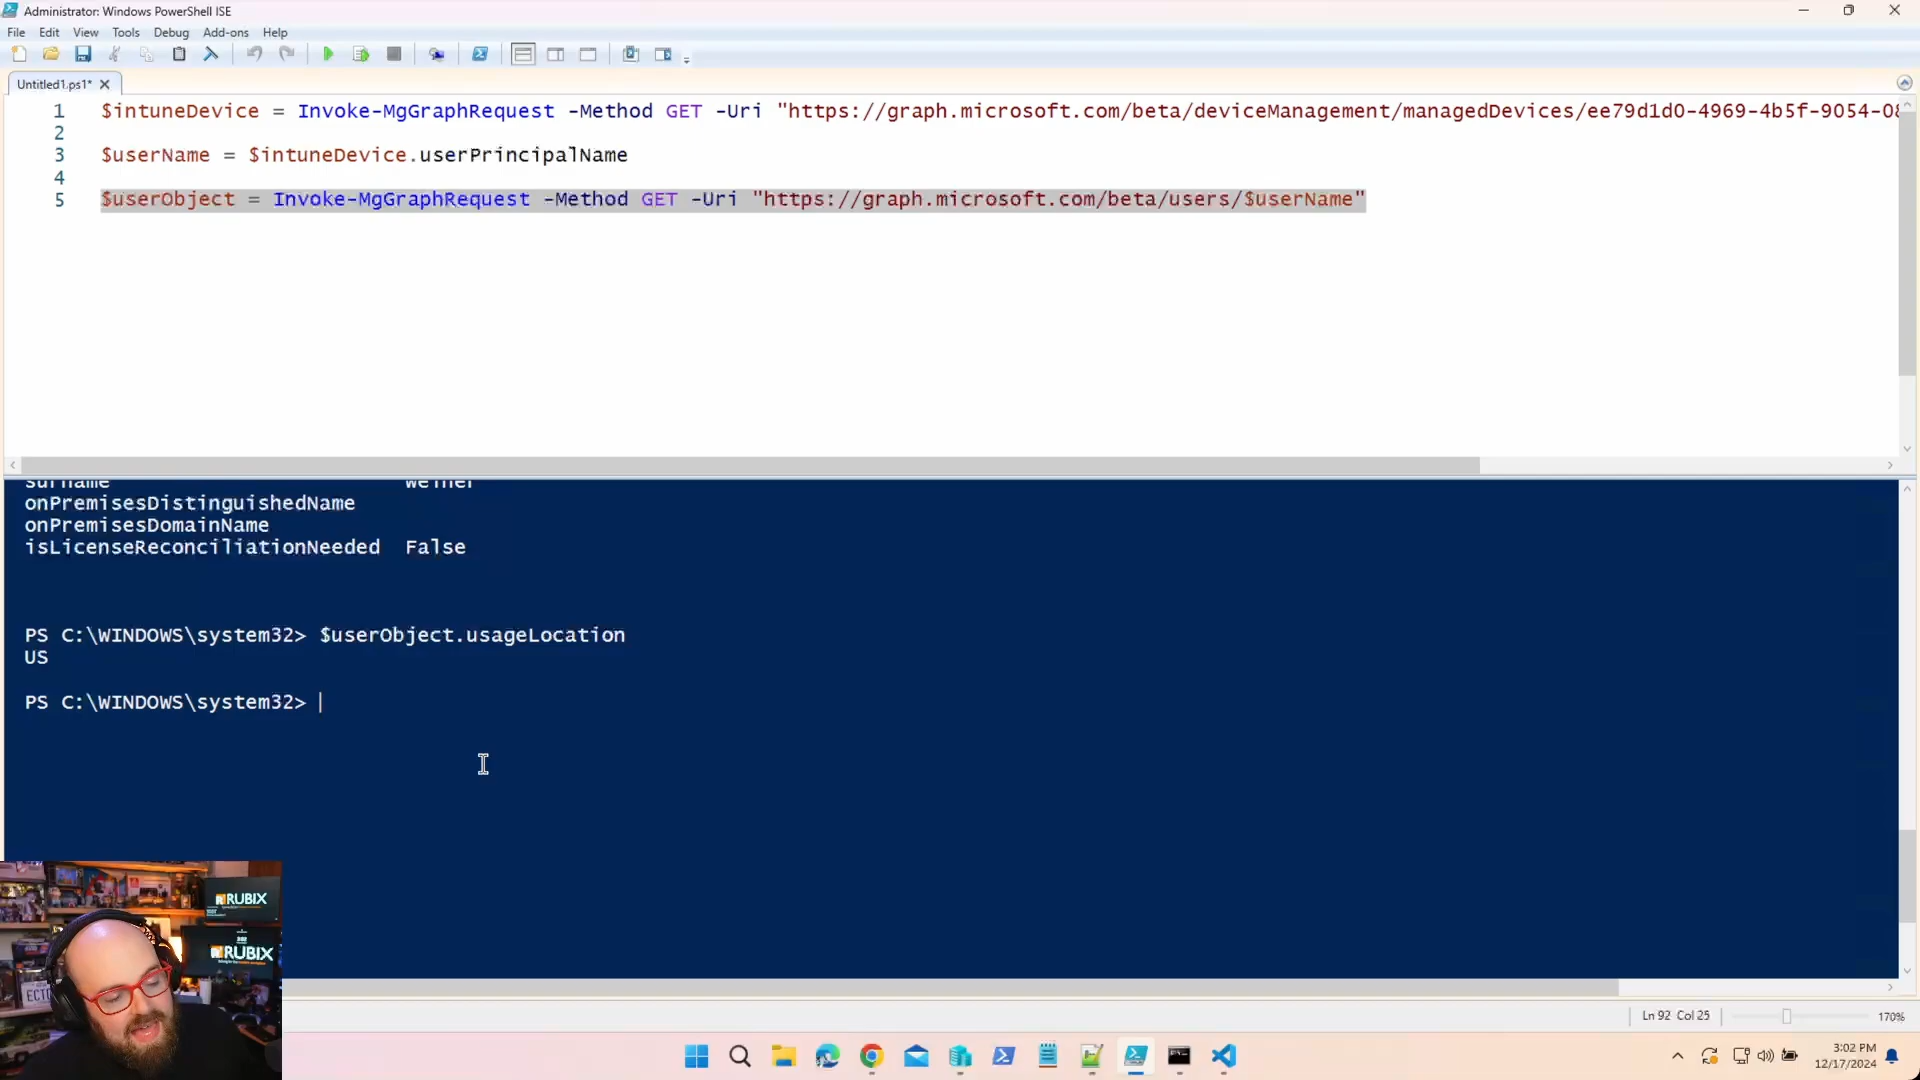 Administrator: Windows PowerShell ISE
File Edit View Tools Debug Add-ons Help
Untitled1.ps1*
1 $intuneDevice = Invoke-MgGraphRequest -Method GET -Uri "https://graph.microsoft.com/beta/deviceManagement/managedDevices/ee79d1d0-4969-4b5f-9054-08
2
3 $userName = $intuneDevice.userPrincipalName
4
5 $userObject = Invoke-MgGraphRequest -Method GET -Uri "https://graph.microsoft.com/beta/users/$userName"
surname
onPremisesDistinguishedName
onPremisesDomainName
isLicenseReconciliationNeeded False
PS C:\WINDOWS\system32> $userObject.usageLocation
US
PS C:\WINDOWS\system32>
RUBIX
RUBIX
Ln 92 Col 25
170%
3:02 PM
12/17/2024